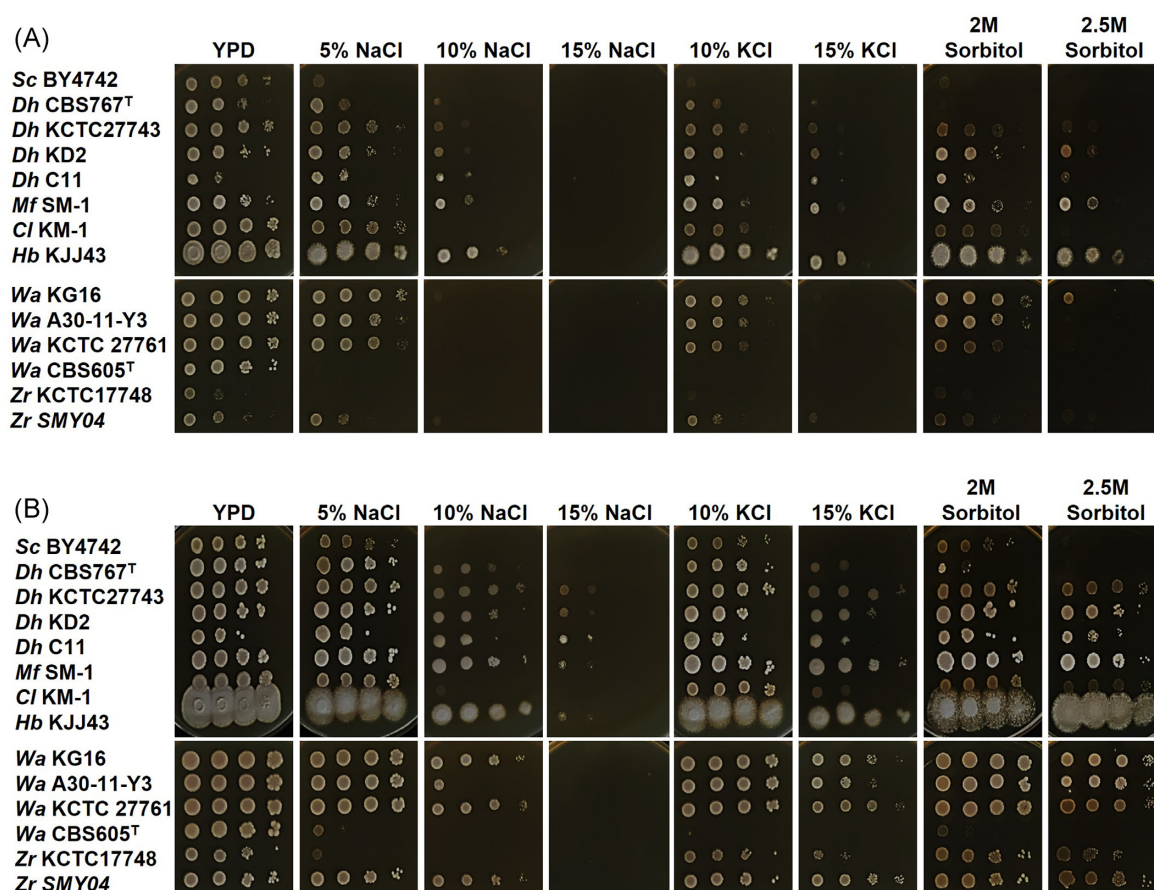 (A)
YPD 5% NaCl 10% NaCl 15% NaCl 10% KCl 15% KCl 2M Sorbitol 2.5M Sorbitol
Sc BY4742
Dh CBS767ᵀ
Dh KCTC27743
Dh KD2
Dh C11
Mf SM-1
Cl KM-1
Hb KJJ43
Wa KG16
Wa A30-11-Y3
Wa KCTC 27761
Wa CBS605ᵀ
Zr KCTC17748
Zr SMY04
(B)
YPD 5% NaCl 10% NaCl 15% NaCl 10% KCl 15% KCl 2M Sorbitol 2.5M Sorbitol
Sc BY4742
Dh CBS767ᵀ
Dh KCTC27743
Dh KD2
Dh C11
Mf SM-1
Cl KM-1
Hb KJJ43
Wa KG16
Wa A30-11-Y3
Wa KCTC 27761
Wa CBS605ᵀ
Zr KCTC17748
Zr SMY04